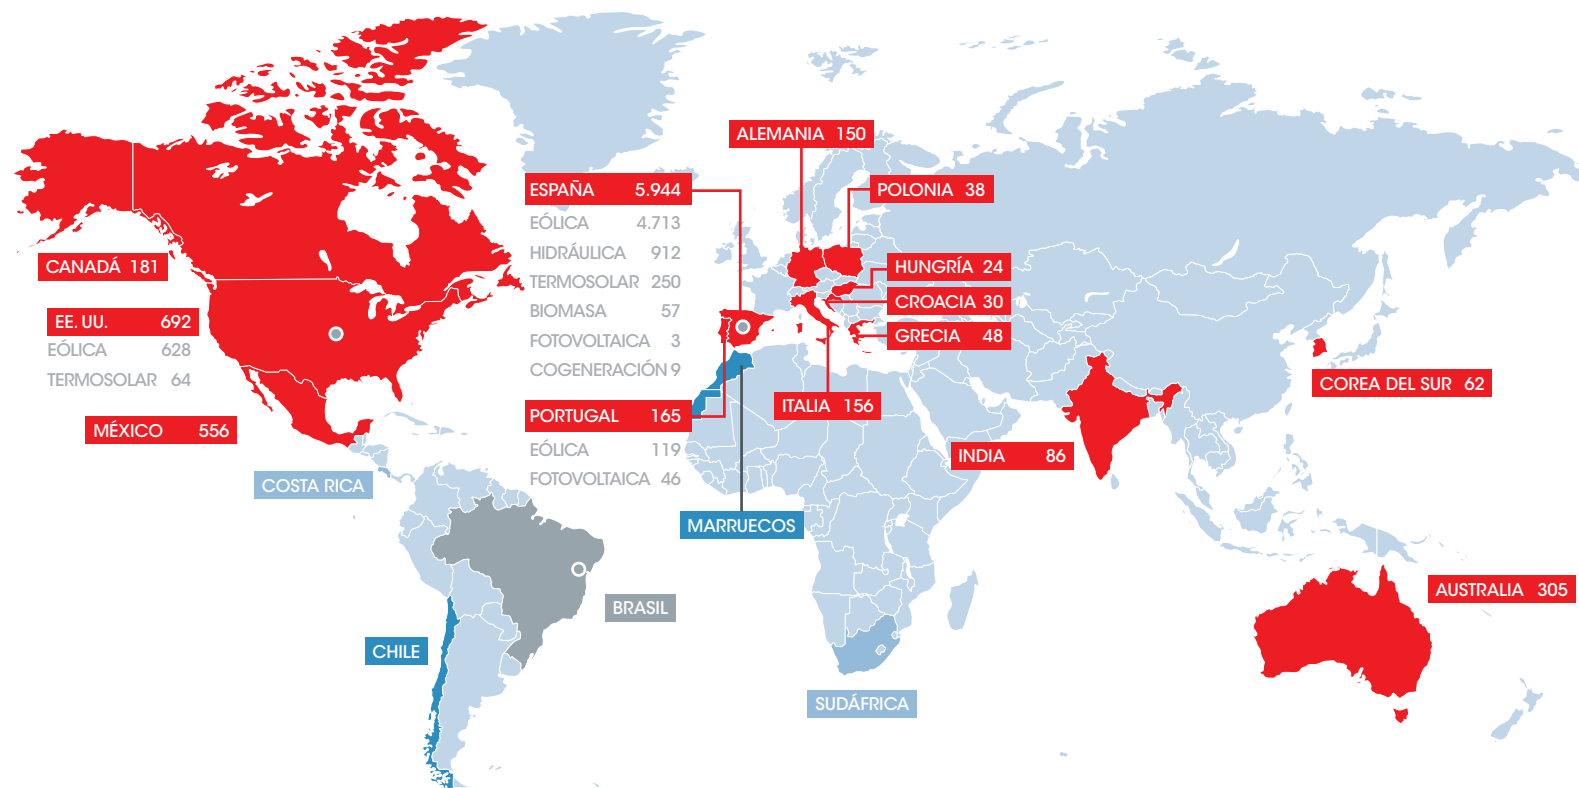 CANADÁ 181
EE. UU. 692
EÓLICA 628
TERMOSOLAR 64
MÉXICO 556
COSTA RICA
CHILE
BRASIL
ESPAÑA 5.944
EÓLICA 4.713
HIDRÁULICA 912
TERMOSOLAR 250
BIOMASA 57
FOTOVOLTAICA 3
COGENERACIÓN 9
PORTUGAL 165
EÓLICA 119
FOTOVOLTAICA 46
MARRUECOS
ALEMANIA 150
POLONIA 38
HUNGRÍA 24
CROACIA 30
GRECIA 48
ITALIA 156
INDIA 86
SUDÁFRICA
COREA DEL SUR 62
AUSTRALIA 305